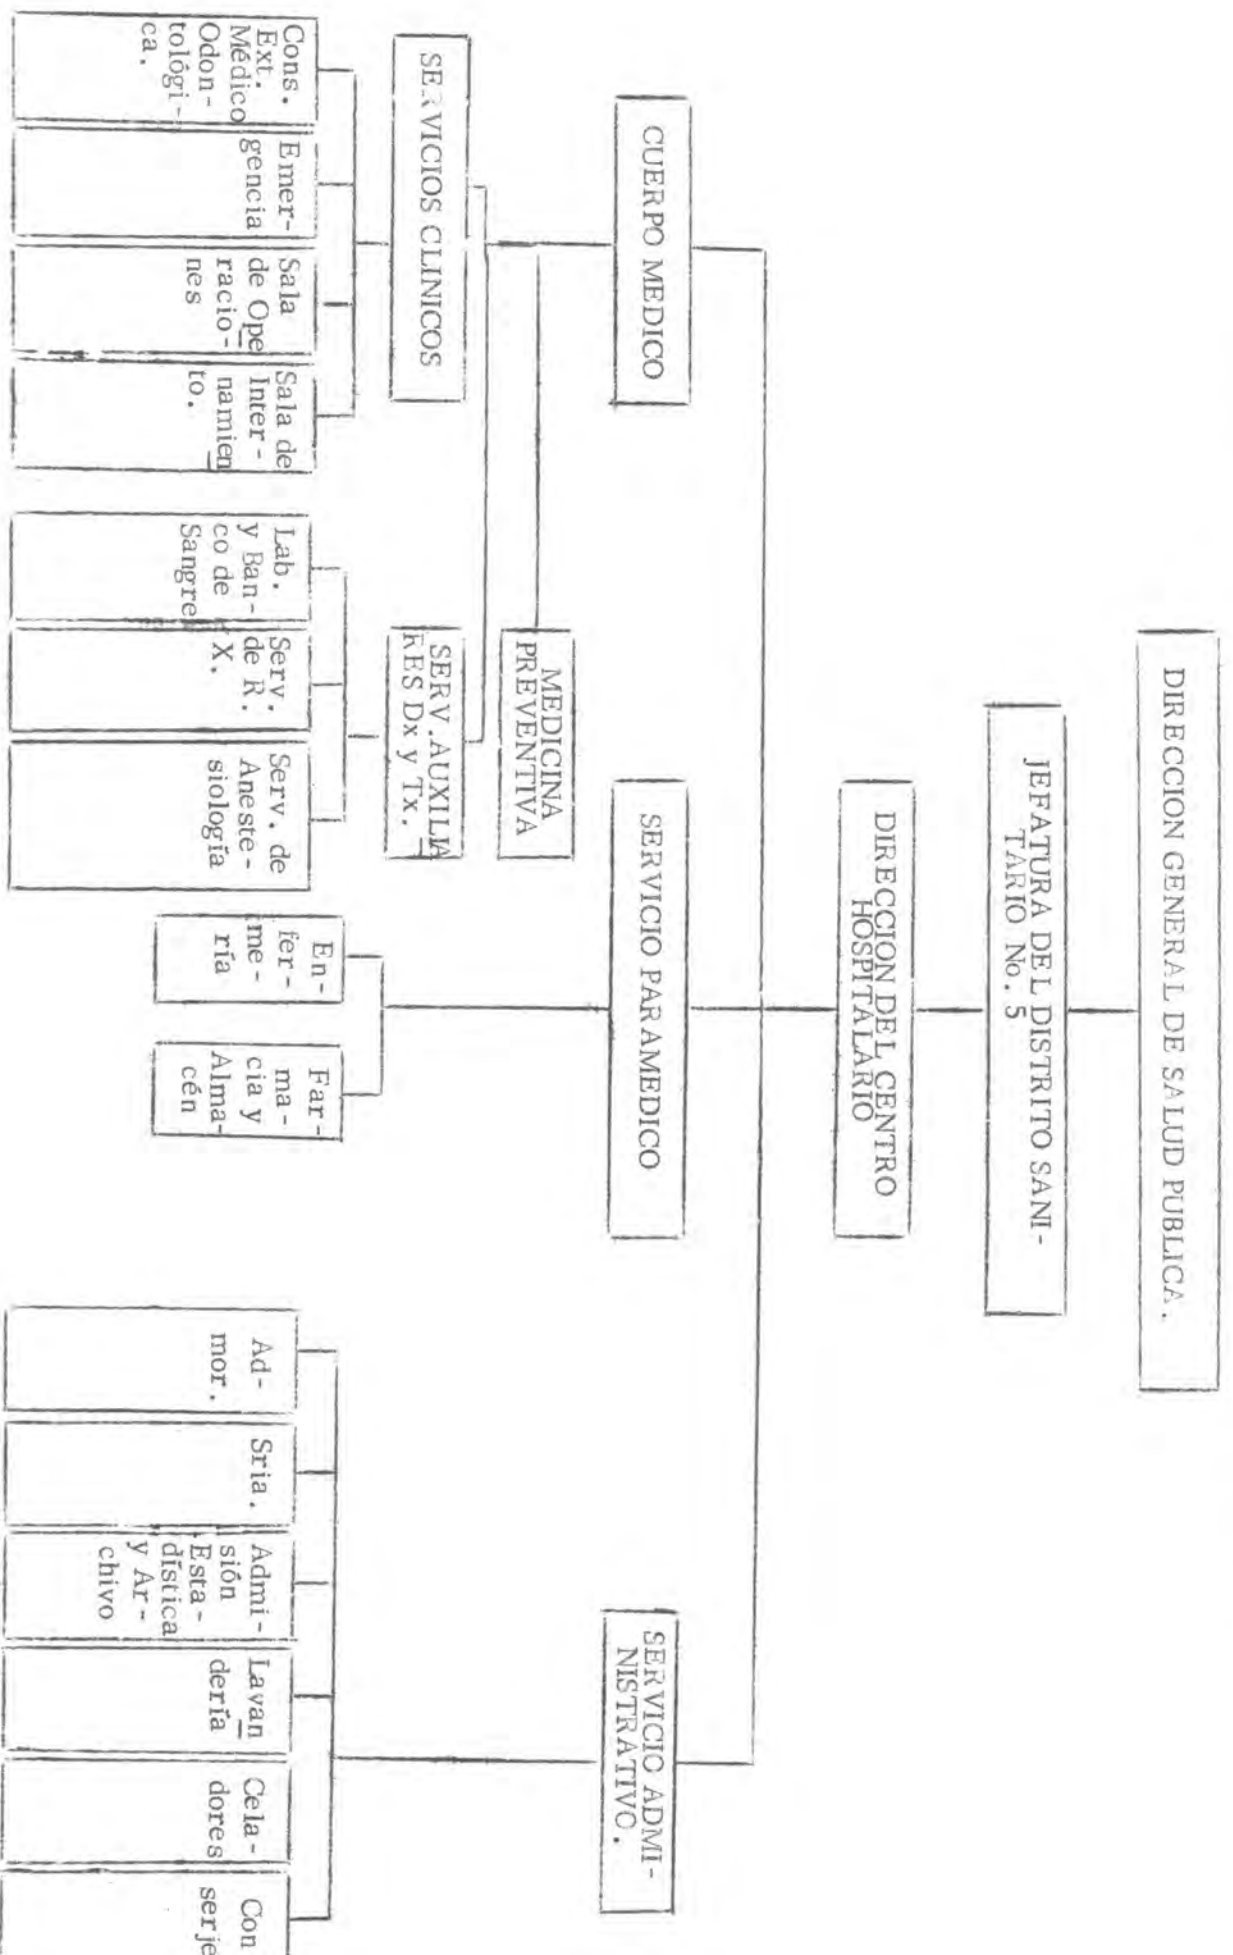 DIRECCION GENERAL DE SALUD PUBLICA.
JEFATURA DEL DISTRITO SANI-
TARIO No. 5
DIRECCION DEL CENTRO
HOSPITALARIO
CUERPO MEDICO
SERVICIO PARAMEDICO
SERVICIO ADMI-
NISTRATIVO.
MEDICINA
PREVENTIVA
SERVICIOS CLINICOS
SERV. AUXILIA
RES Dx y Tx.
Cons.
Ext.
Médico
Odon-
tológi-
ca.
Emer-
gencia
Sala
de Ope
racio-
nes
Sala de
Inter-
namien
to.
Lab.
y Ban-
co de
Sangre
Serv.
de R.
X.
Serv. de
Aneste-
siología
En-
fer-
me-
ría
Far-
ma-
cia y
Alma-
cén
Ad-
mor.
Sria.
Admi-
sión
Esta-
dística
y Ar-
chivo
Lavan
dería
Cela-
dores
Con
serje